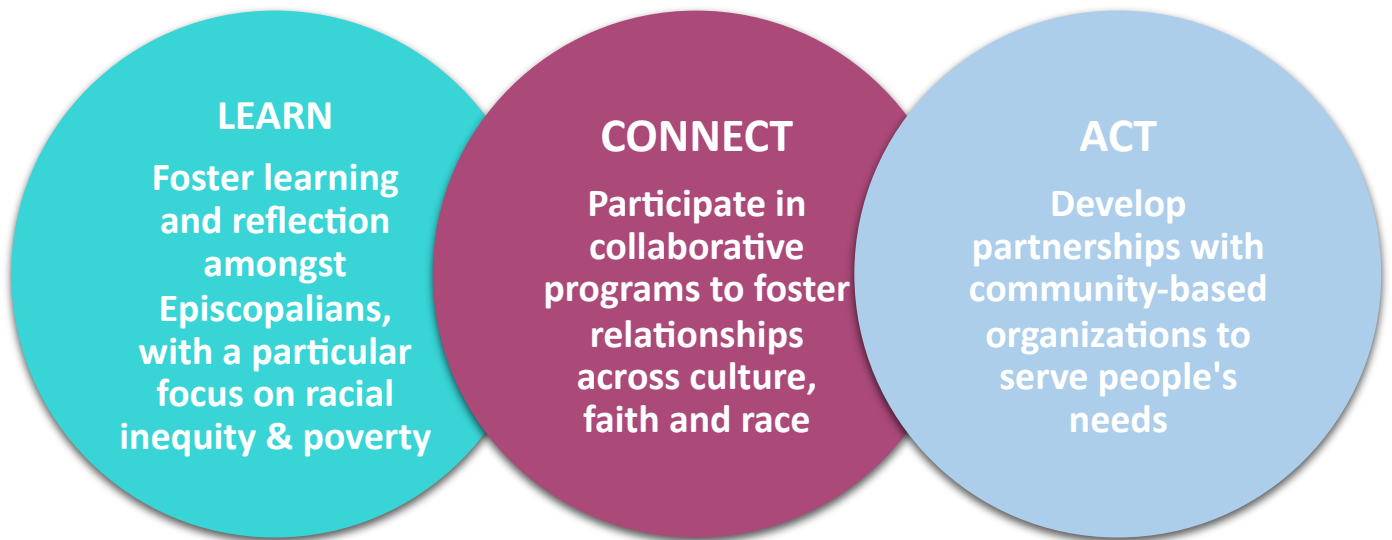 LEARN
Foster learning
and reflection
amongst
Episcopalians,
with a particular
focus on racial
inequity & poverty
CONNECT
Participate in
collaborative
programs to foster
relationships
across culture,
faith and race
ACT
Develop
partnerships with
community-based
organizations to
serve people's
needs